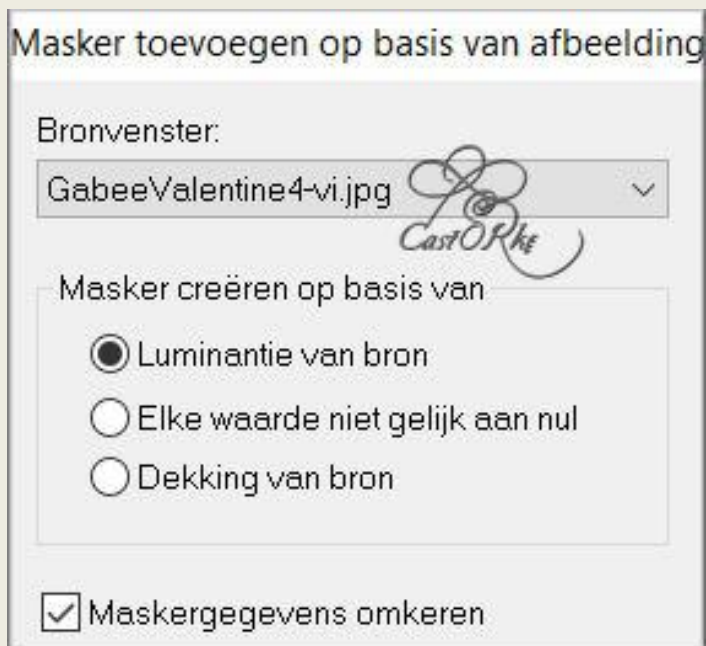 Masker toevoegen op basis van afbeelding
Bronvenster:
GabeeValentine4-vi.jpg
CastORke
Masker creëren op basis van
Luminantie van bron
Elke waarde niet gelijk aan nul
Dekking van bron
Maskergegevens omkeren